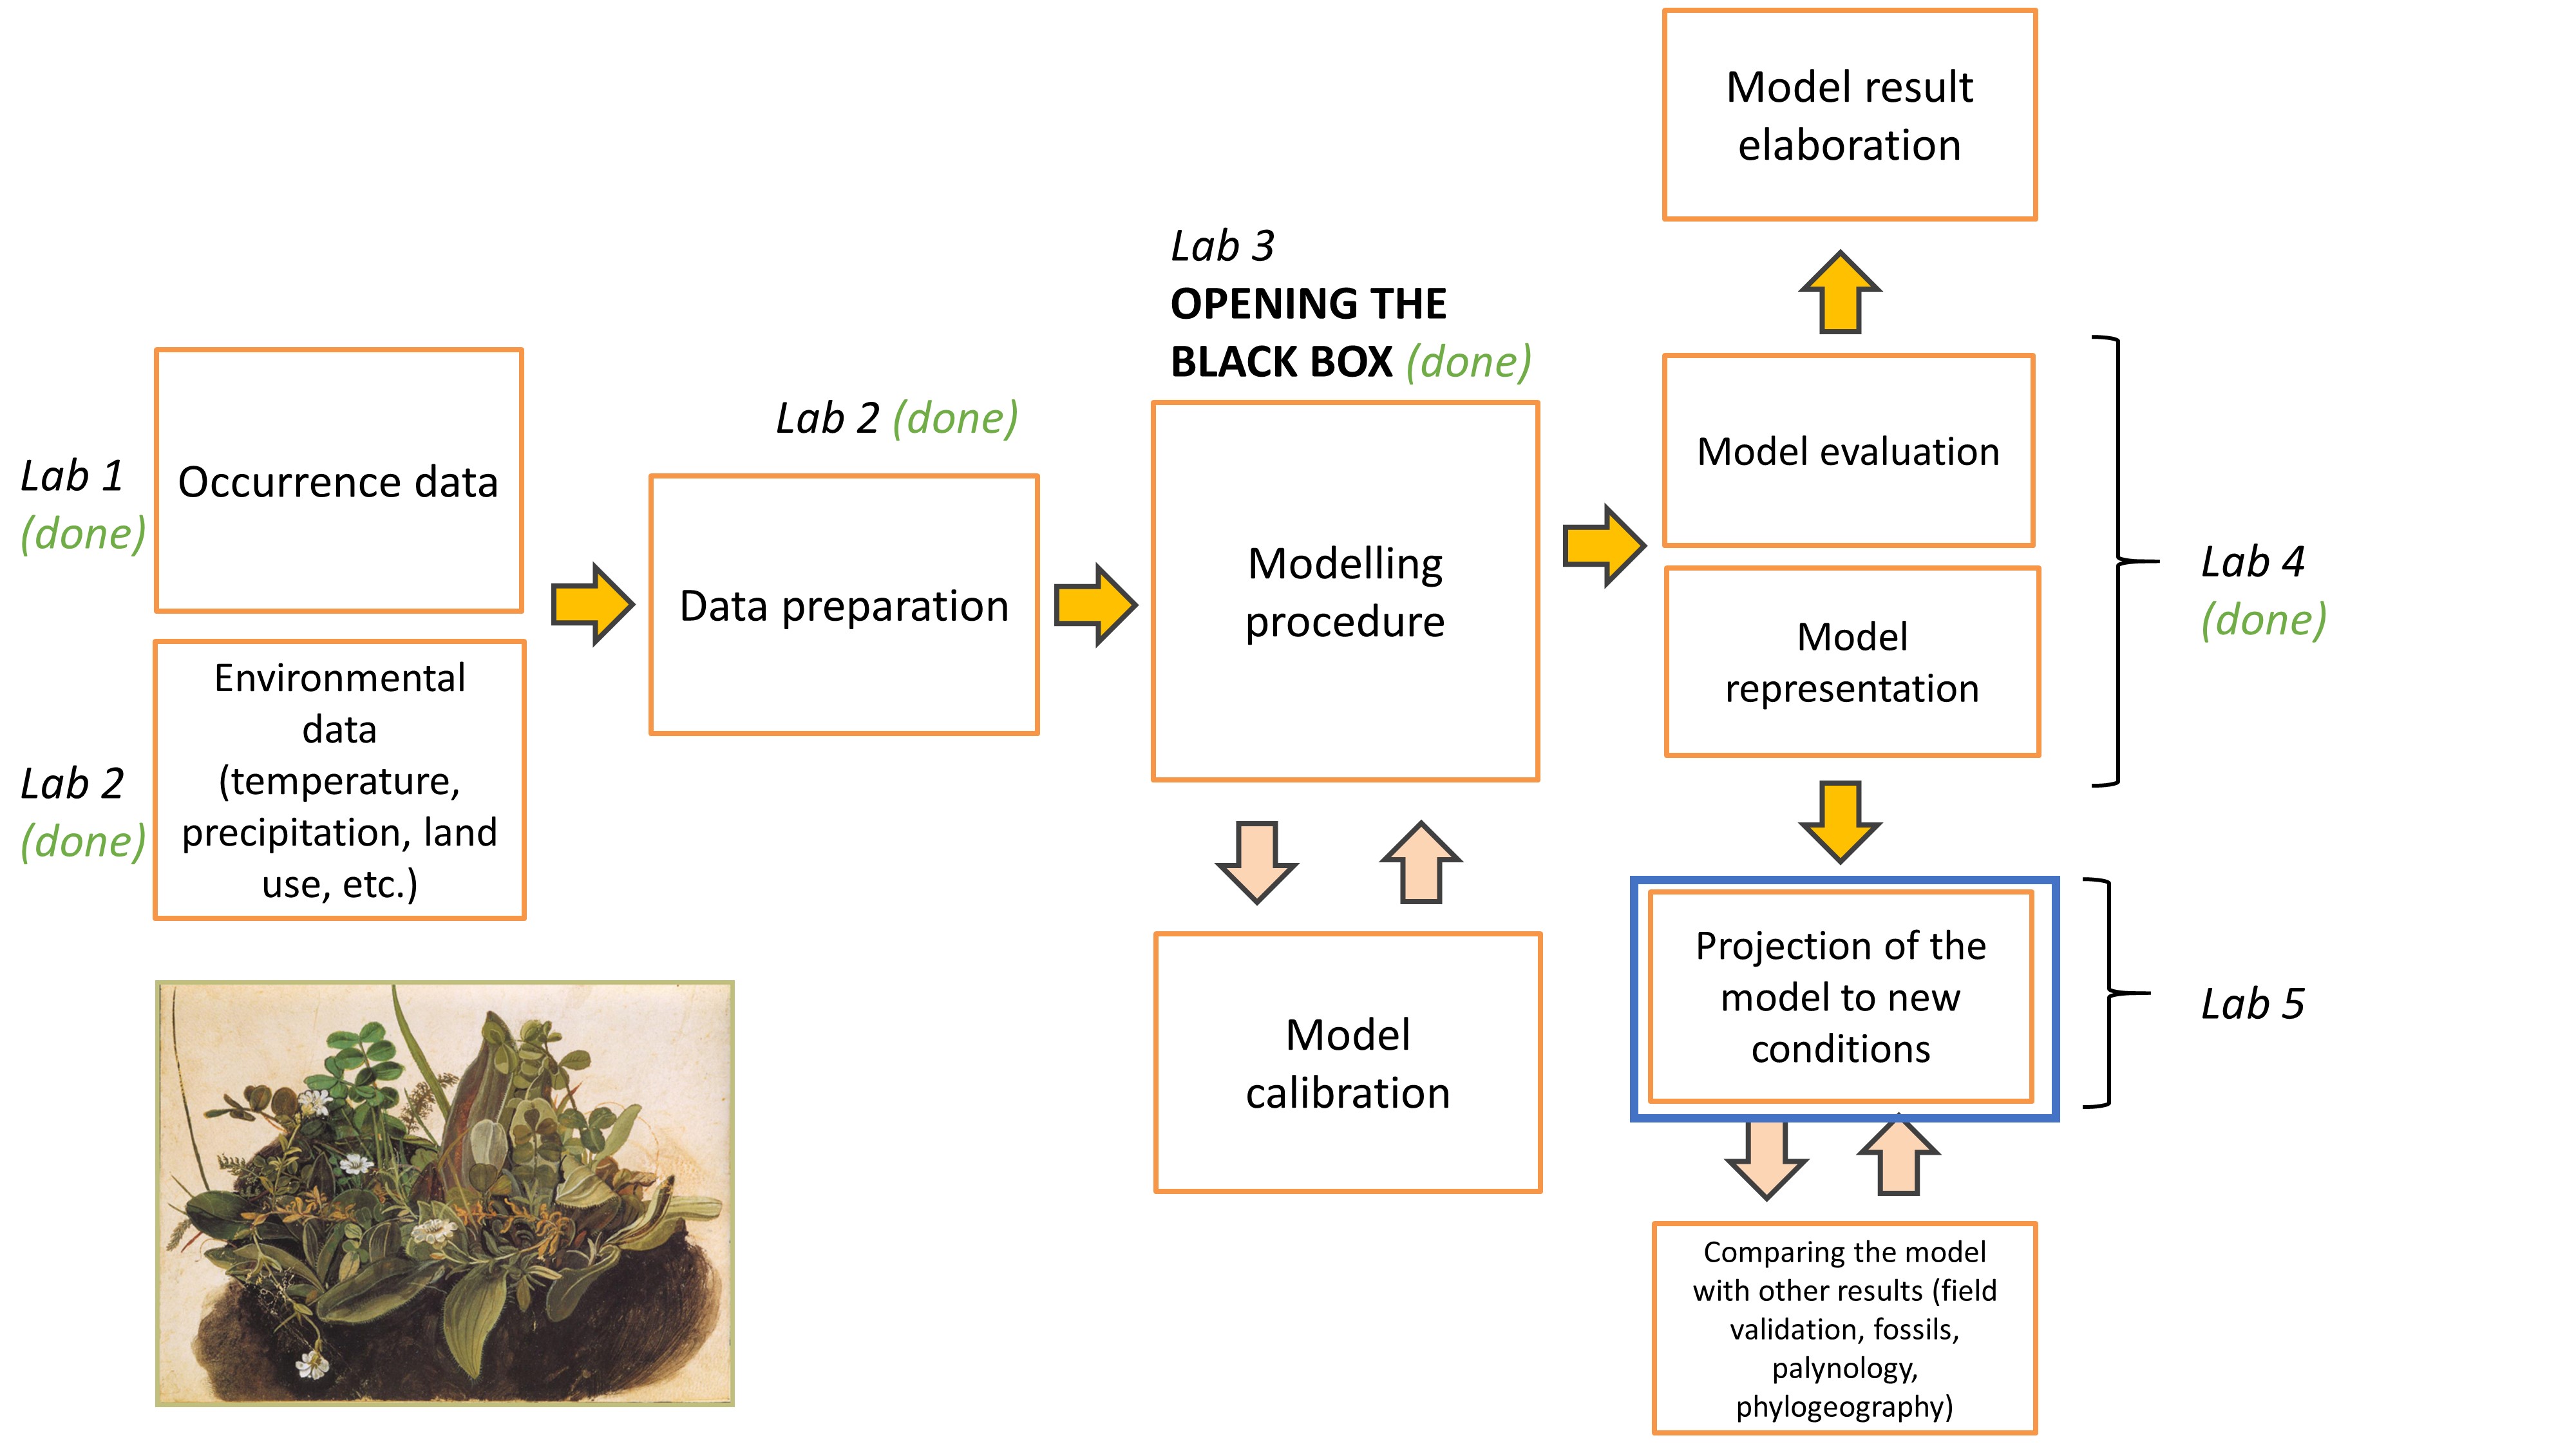 Lab 1
(done)
Occurrence data
Lab 2
(done)
Environmental
data
(temperature,
precipitation, land
use, etc.)
Lab 2 (done)
Data preparation
Lab 3
OPENING THE
BLACK BOX (done)
Modelling
procedure
Model
calibration
Model result
elaboration
Model evaluation
Model
representation
Lab 4
(done)
Projection of the
model to new
conditions
Lab 5
Comparing the model
with other results (field
validation, fossils,
palynology,
phylogeography)